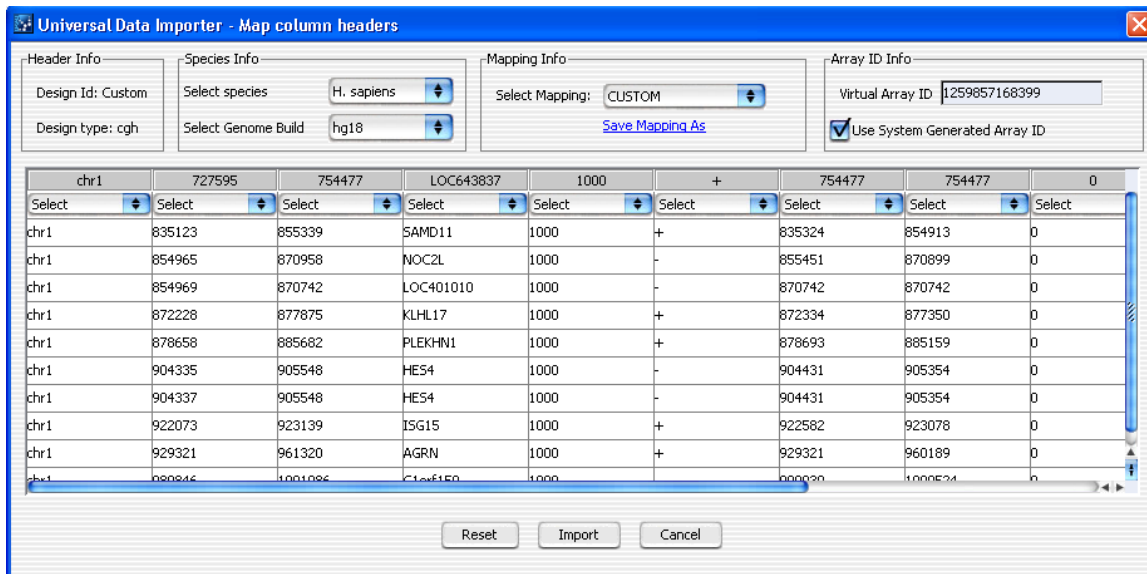 Universal Data Importer - Map column headers
Header Info Species Info Mapping Info Array ID Info
Design Id: Custom Select species H. sapiens Select Mapping: CUSTOM Virtual Array ID 1259857168399
Design type: cgh Select Genome Build hg18 Save Mapping As Use System Generated Array ID
chr1 727595 754477 LOC643837 1000 + 754477 754477 0
Select Select Select Select Select Select Select Select Select
chr1 835123 855339 SAMD11 1000 + 835324 854913 0
chr1 854965 870958 NOC2L 1000 - 855451 870899 0
chr1 854969 870742 LOC401010 1000 - 870742 870742 0
chr1 872228 877875 KLHL17 1000 + 872334 877350 0
chr1 878658 885682 PLEKHN1 1000 + 878693 885159 0
chr1 904335 905548 HES4 1000 - 904431 905354 0
chr1 904337 905548 HES4 1000 - 904431 905354 0
chr1 922073 923139 ISG15 1000 + 922582 923078 0
chr1 929321 961320 AGRN 1000 + 929321 960189 0
chr1 1000
Reset Import Cancel